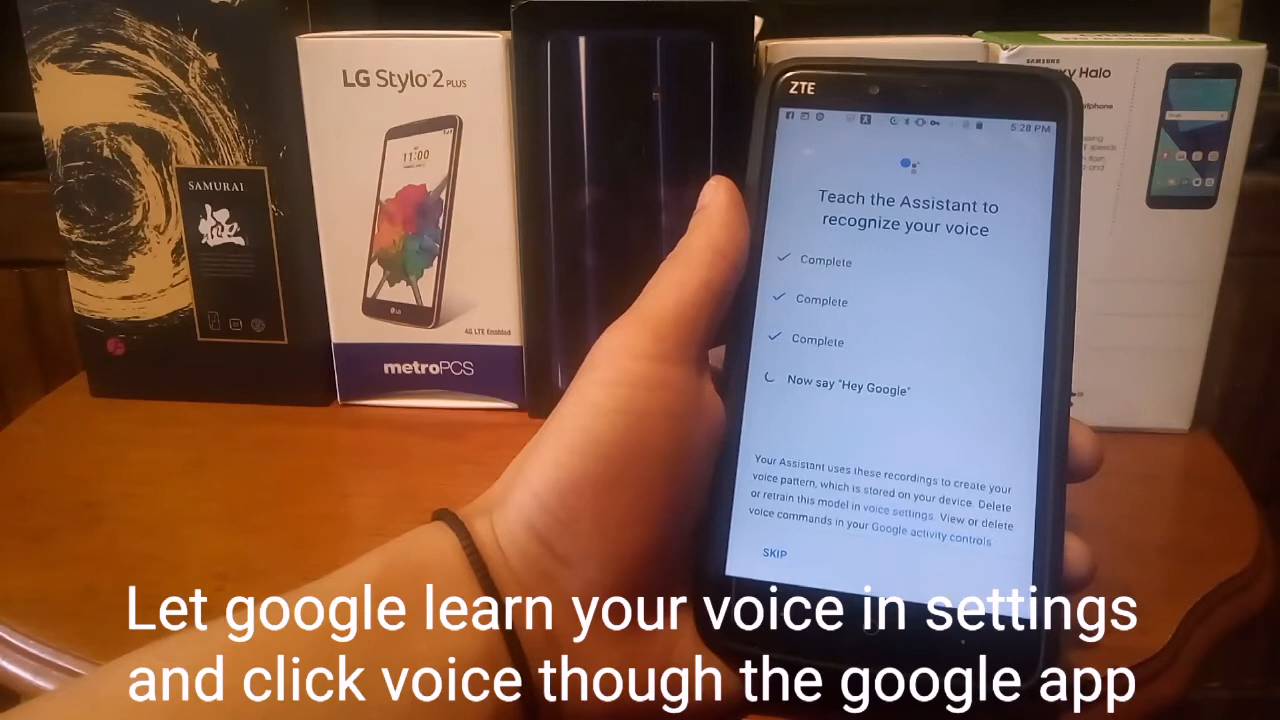 SAMURAI
極
LG Stylo™2 PLUS
11:00
LG
4G LTE Enabled
metroPCS
ZTE
5:28 PM
Teach the Assistant to
recognize your voice
Complete
Complete
Complete
Now say "Hey Google"
Your Assistant uses these recordings to create your
voice pattern, which is stored on your device. Delete
or retrain this model in voice settings. View or delete
voice commands in your Google activity controls
SKIP
SAMSUNG
xy Halo
Let google learn your voice in settings
and click voice though the google app